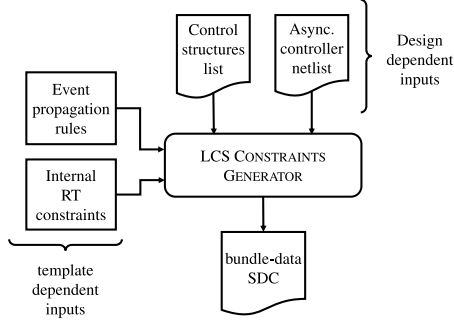 Control
structures
list
Async.
controller
netlist
Design
dependent
inputs
Event
propagation
rules
Internal
RT
constraints
LCS CONSTRAINTS
GENERATOR
template
dependent
inputs
bundle-data
SDC